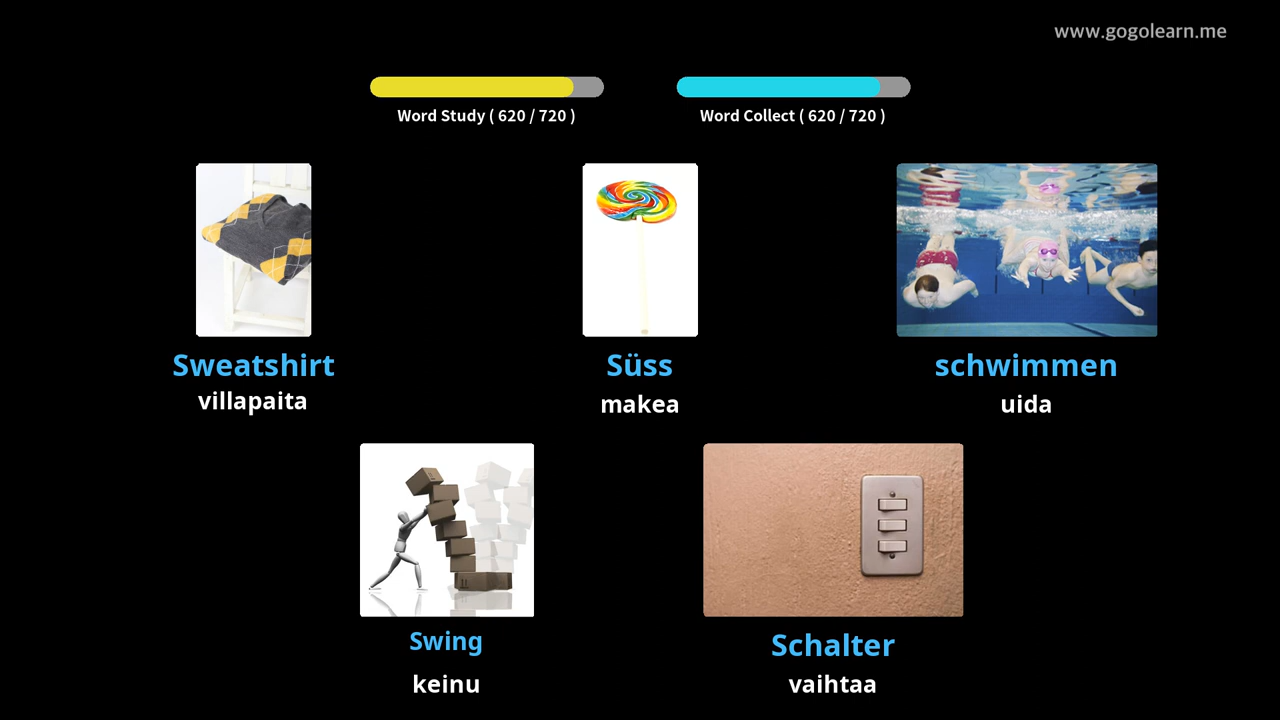 www.gogolearn.me
Word Study ( 620 / 720 )
Word Collect ( 620 / 720 )
Sweatshirt
villapaita
Süss
makea
schwimmen
uida
Swing
keinu
Schalter
vaihtaa